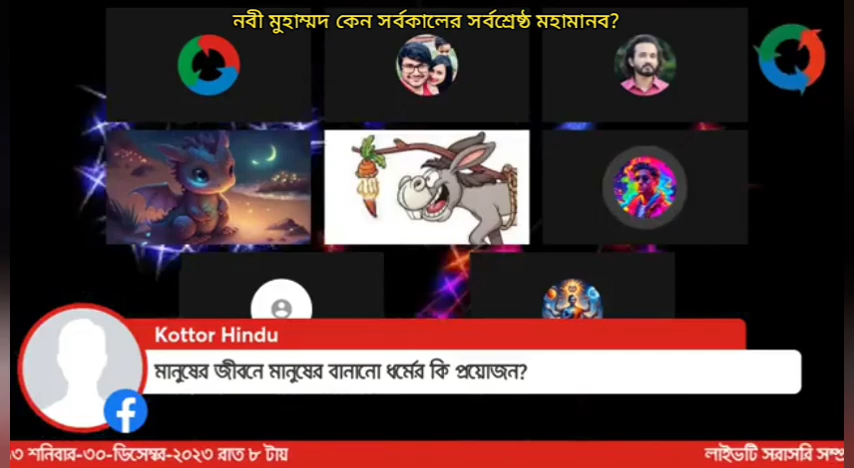 নবী মুহাম্মদ কেন সর্বকালের সর্বশ্রেষ্ঠ মহামানব?
Kottor Hindu
মানুষের জীবনে মানুষের বানানো ধর্মের কি প্রয়োজন?
৩ শনিবার-৩০-ডিসেম্বর-২০২৩ রাত ৮ টায়
লাইভটি সরাসরি